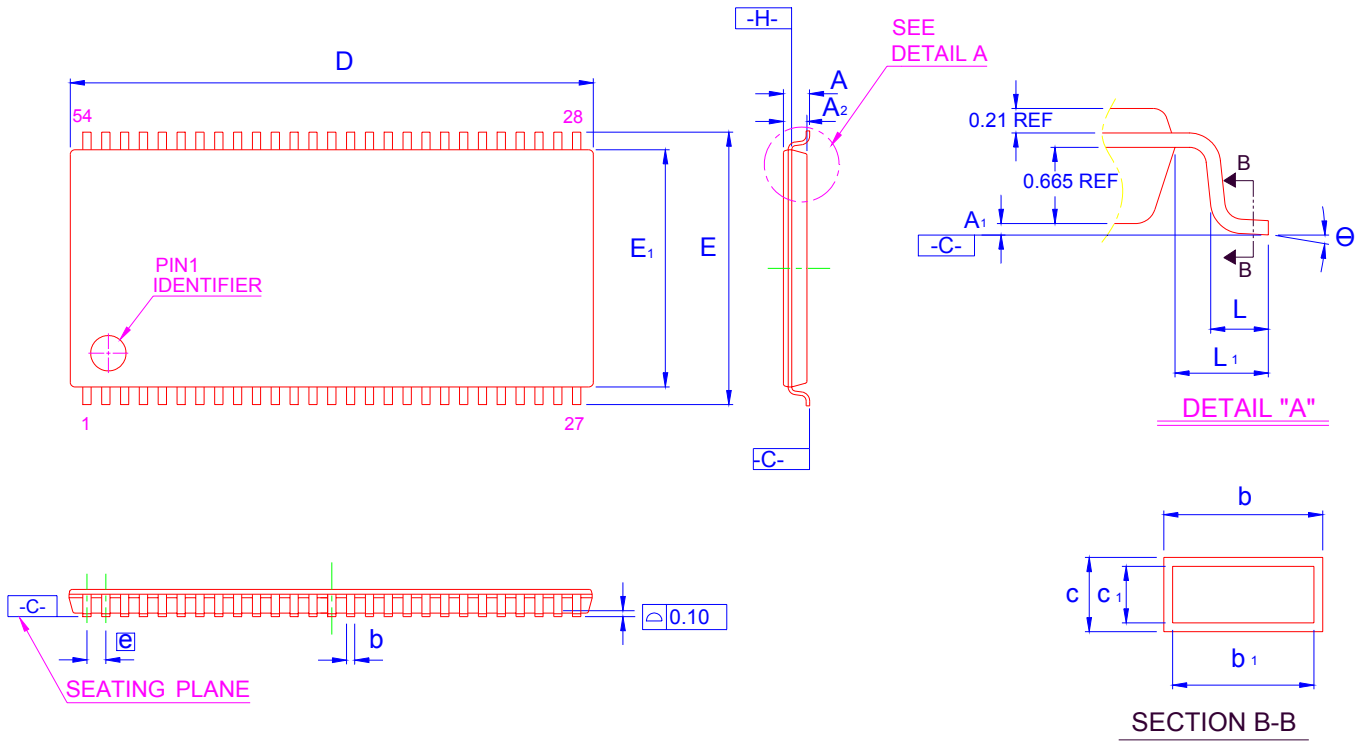 -H-
SEE
DETAIL A
D
A
A2
54
28
0.21 REF
B
0.665 REF
A1
-C-
Ө
B
E1
E
PIN1
IDENTIFIER
L
L1
DETAIL "A"
1
27
-C-
b
-C-
0.10
c
c1
e
b
b1
SEATING PLANE
SECTION B-B